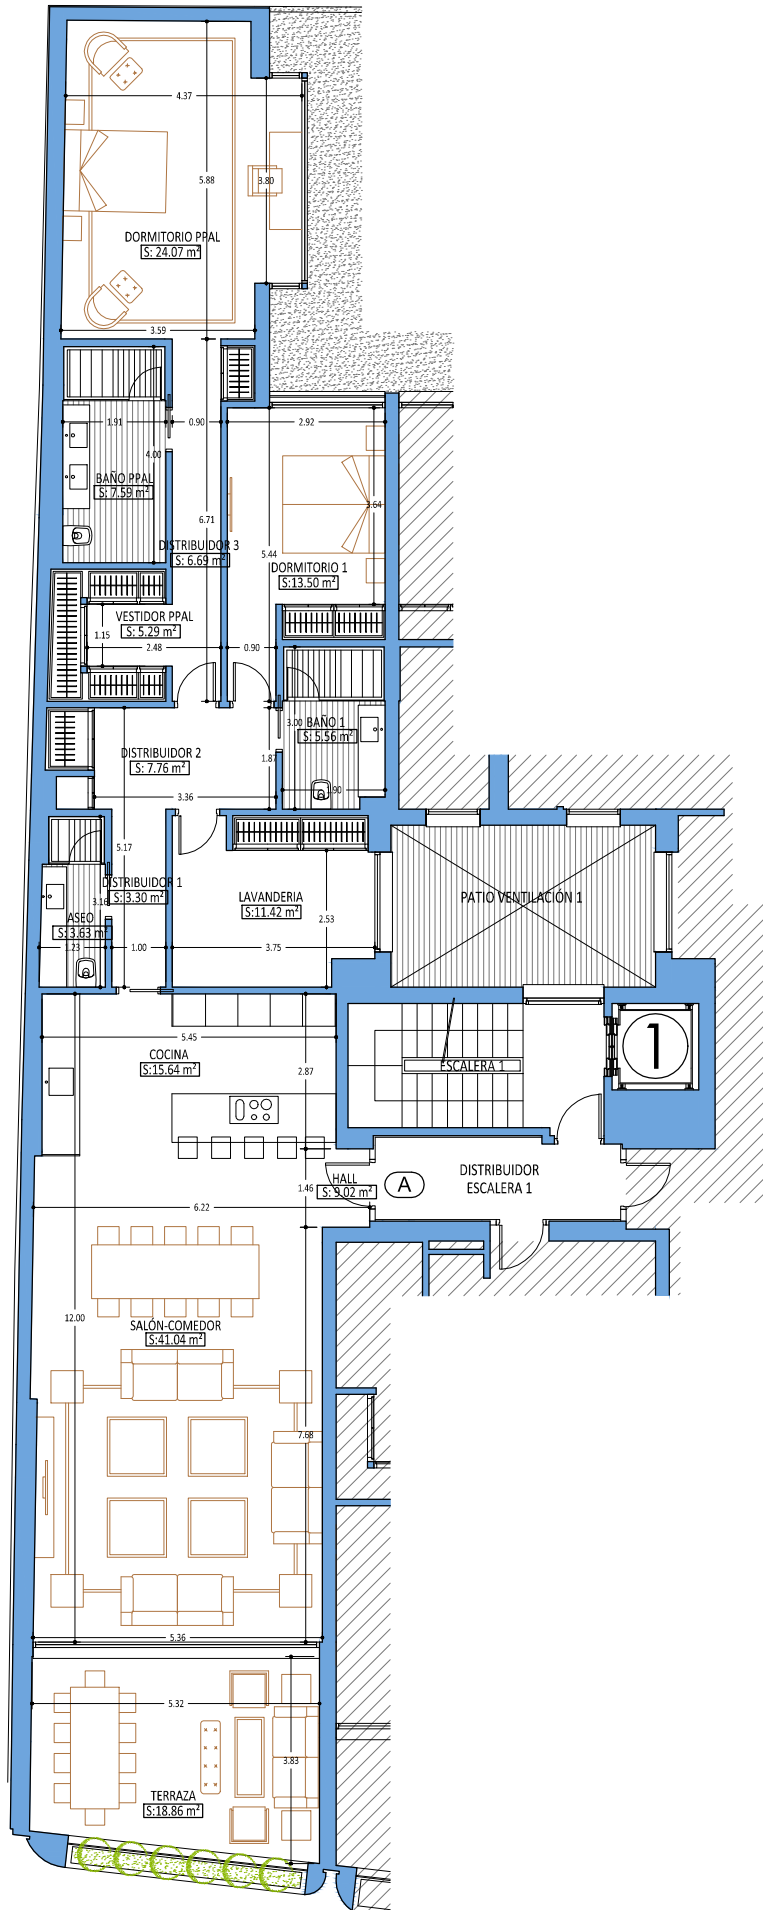 4.37
5.88
3.80
DORMITORIO PPAL
S: 24.07 m²
3.59
1.91
0.90
2.92
4.00
BAÑO PPAL
S: 7.59 m²
3.64
6.71
DISTRIBUIDOR 3
S: 6.69 m²
5.44
DORMITORIO 1
S:13.50 m²
VESTIDOR PPAL
S: 5.29 m²
1.15
2.48
0.90
3.00
BAÑO 1
S: 5.56 m²
DISTRIBUIDOR 2
S: 7.76 m²
1.87
1.90
3.36
5.17
DISTRIBUIDOR 1
S: 3.30 m²
3.16
ASEO
S: 3.63 m²
LAVANDERIA
S:11.42 m²
2.53
PATIO VENTILACIÓN 1
1.23
1.00
3.75
5.45
COCINA
S:15.64 m²
2.87
ESCALERA 1
1
HALL
S: 9.02 m²
1.46
A
DISTRIBUIDOR
ESCALERA 1
6.22
12.00
SALÓN-COMEDOR
S:41.04 m²
7.68
5.36
5.32
3.83
TERRAZA
S:18.86 m²